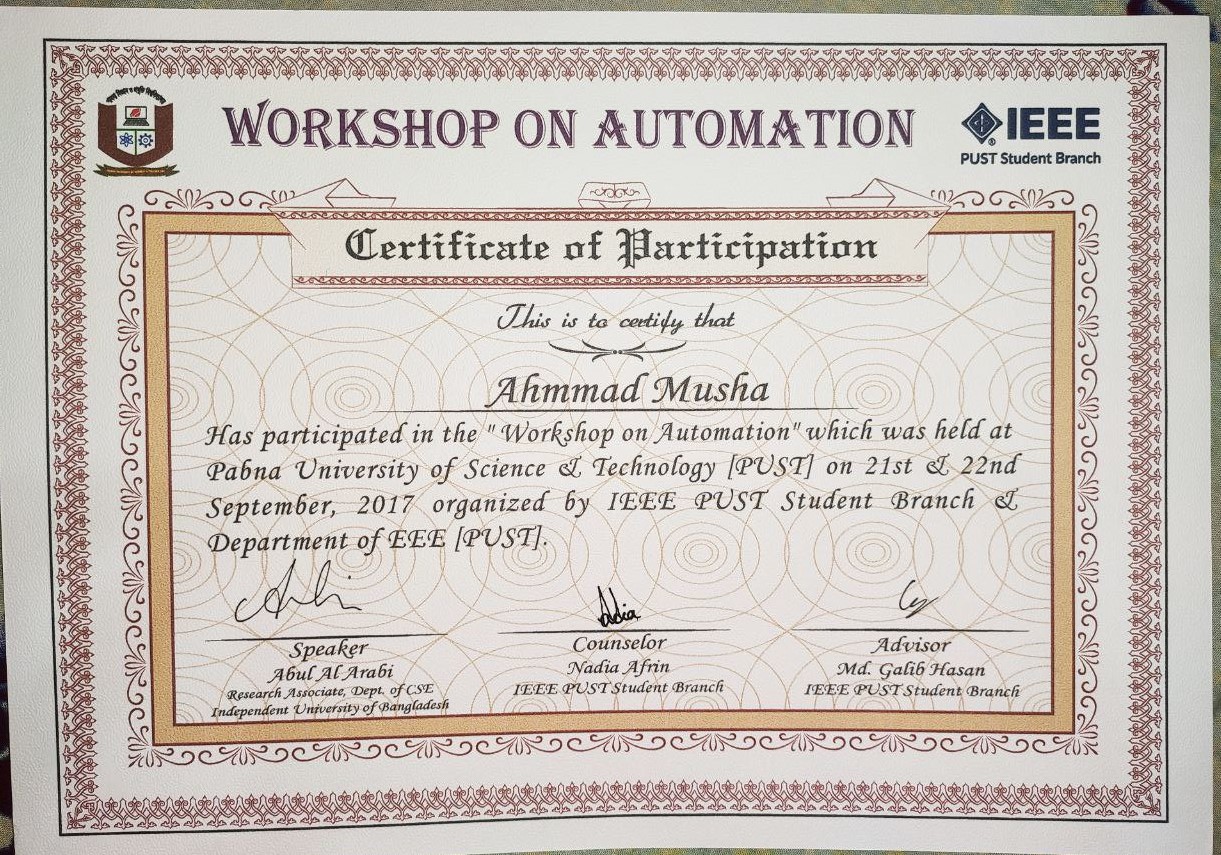 WORKSHOP ON AUTOMATION
IEEE
PUST Student Branch
Certificate of Participation
This is to certify that
Ahmmad Musha
Has participated in the " Workshop on Automation" which was held at
Pabna University of Science & Technology [PUST] on 21st & 22nd
September, 2017 organized by IEEE PUST Student Branch &
Department of EEE [PUST].
Speaker
Abul Al Arabi
Research Associate, Dept. of CSE
Independent University of Bangladesh
Nadia
Counselor
Nadia Afrin
IEEE PUST Student Branch
Advisor
Md. Galib Hasan
IEEE PUST Student Branch